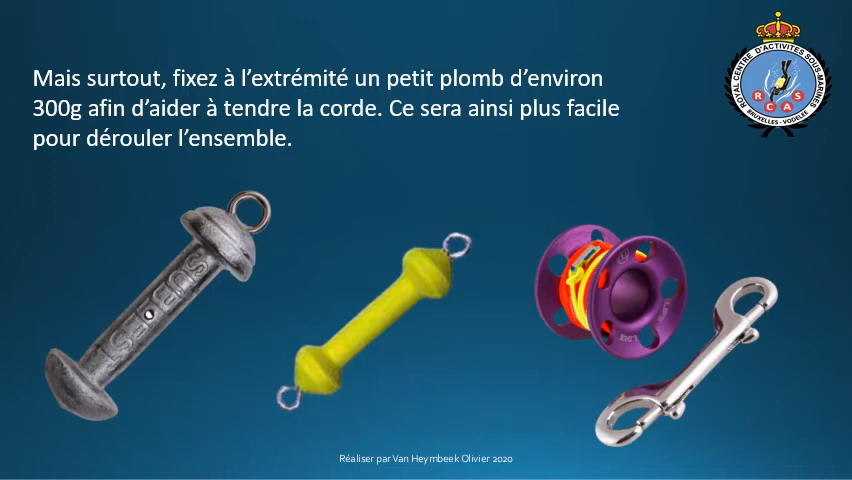 Mais surtout, fixez à l’extrémité un petit plomb d’environ
300g afin d’aider à tendre la corde. Ce sera ainsi plus facile
pour dérouler l’ensemble.
ROYAL CENTRE D'ACTIVITES SOUS-MARINES
R C A S
BRUXELLES - VODELEE
Réaliser par Van Heymbeek Olivier 2020